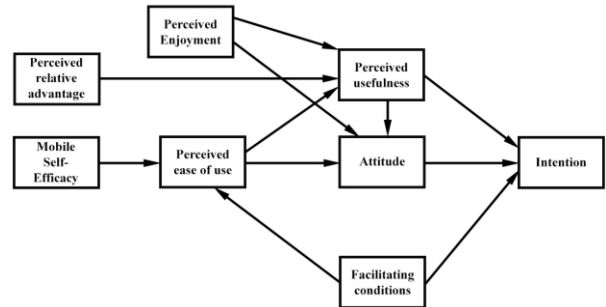 Perceived
Enjoyment
Perceived
relative
advantage
Perceived
usefulness
Mobile
Self-
Efficacy
Perceived
ease of use
Attitude
Intention
Facilitating
conditions